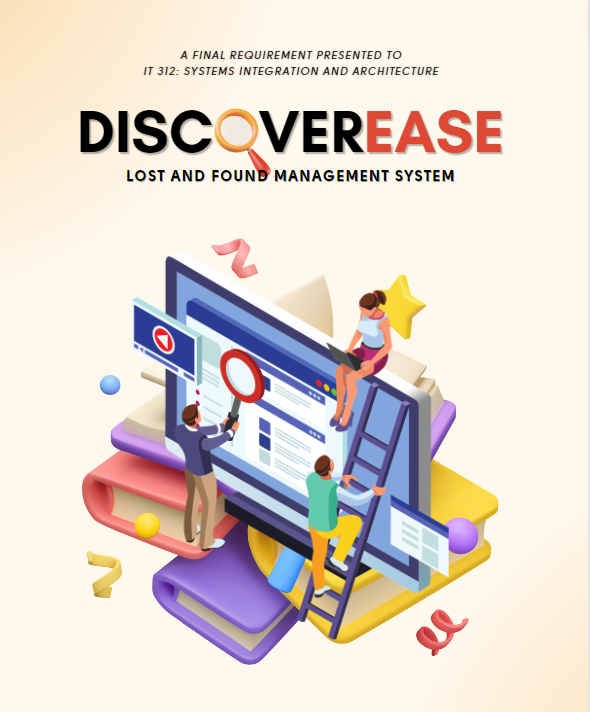 A FINAL REQUIREMENT PRESENTED TO
IT 312: SYSTEMS INTEGRATION AND ARCHITECTURE
DISCOVEREASE
LOST AND FOUND MANAGEMENT SYSTEM